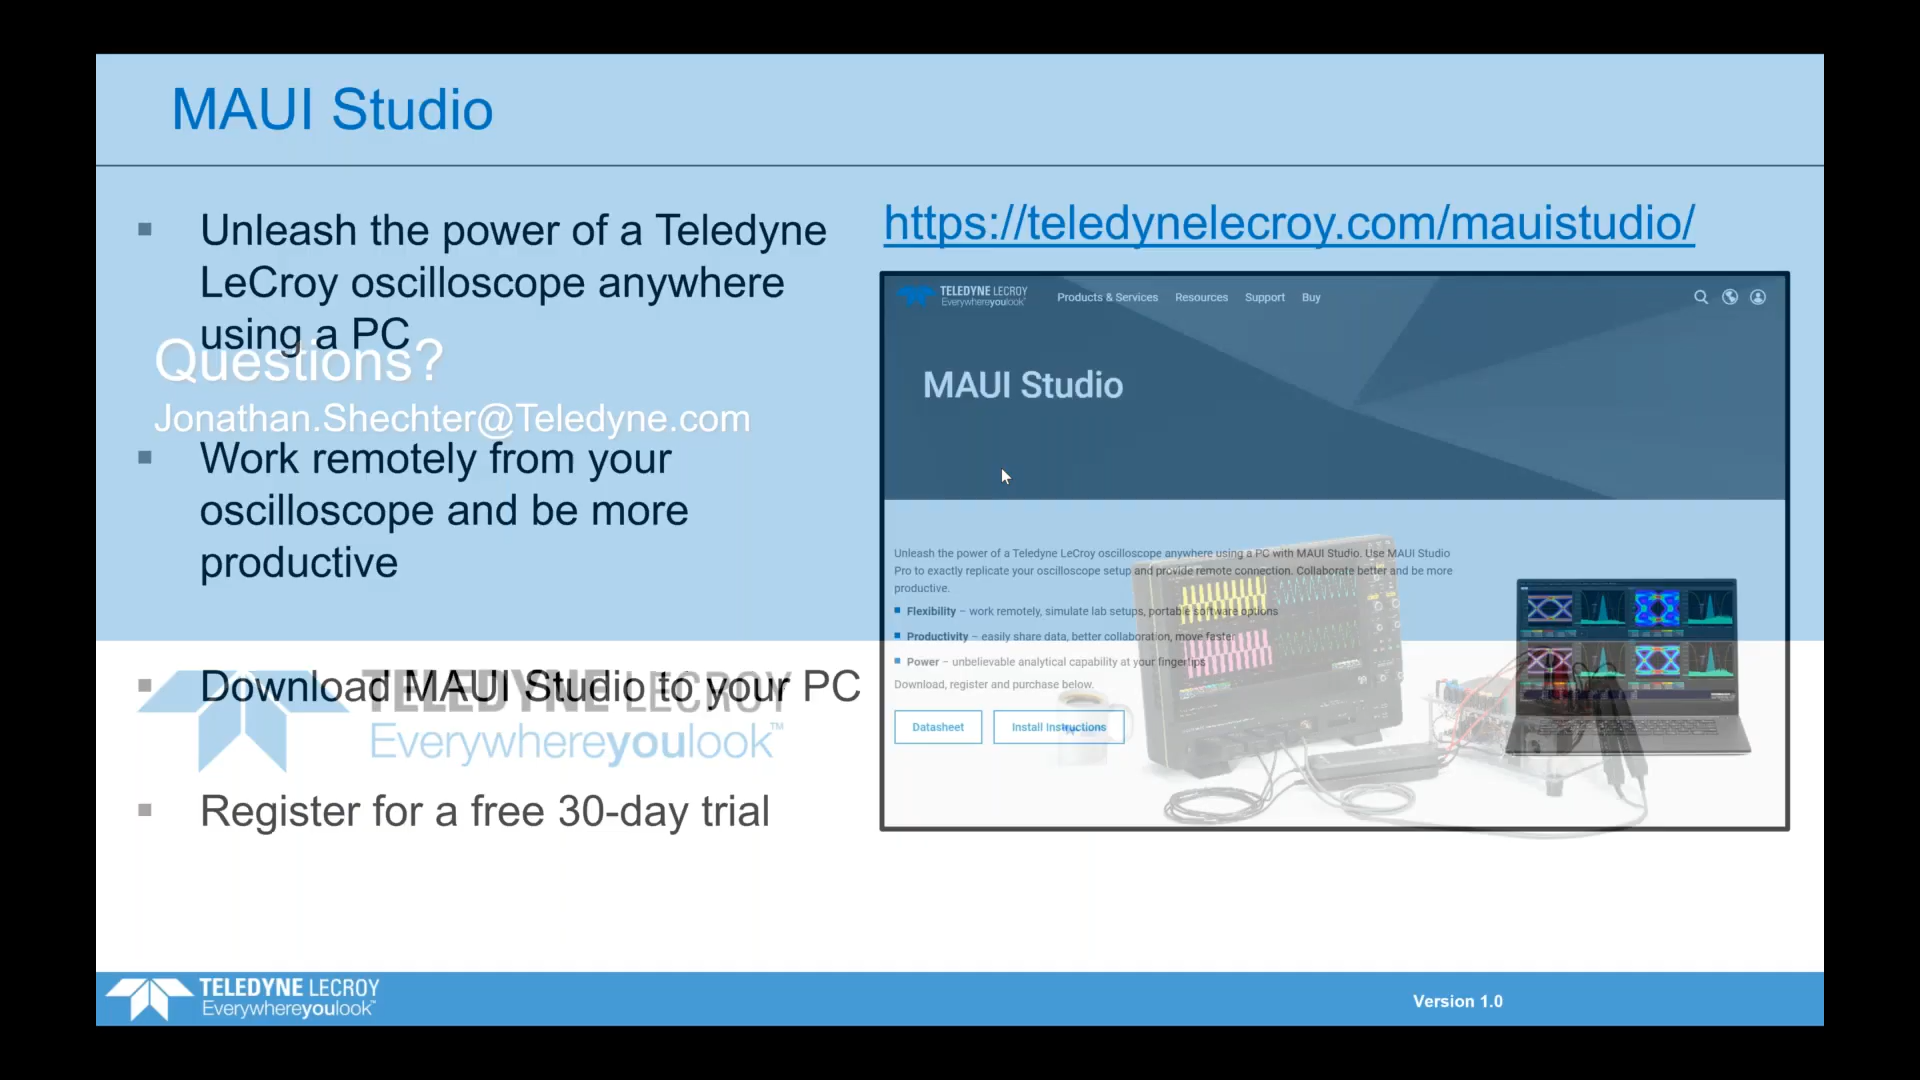 MAUI Studio
Unleash the power of a Teledyne
LeCroy oscilloscope anywhere
using a PC
Questions?
Jonathan.Shechter@Teledyne.com
Work remotely from your
oscilloscope and be more
productive
Download MAUI Studio to your PC
TELEDYNE LECROY
Everywhereyoulook™
Register for a free 30-day trial
https://teledynelecroy.com/mauistudio/
TELEDYNE LECROY
Everywhereyoulook
Products & Services Resources Support Buy
MAUI Studio
Unleash the power of a Teledyne LeCroy oscilloscope anywhere using a PC with MAUI Studio. Use MAUI Studio
Pro to exactly replicate your oscilloscope setup and provide remote connection. Collaborate better and be more
productive.
Flexibility – work remotely, simulate lab setups, portable software options
Productivity – easily share data, better collaboration, move faster
Power – unbelievable analytical capability at your fingertips
Download, register and purchase below.
Datasheet Install Instructions
TELEDYNE LECROY
Everywhereyoulook™
Version 1.0